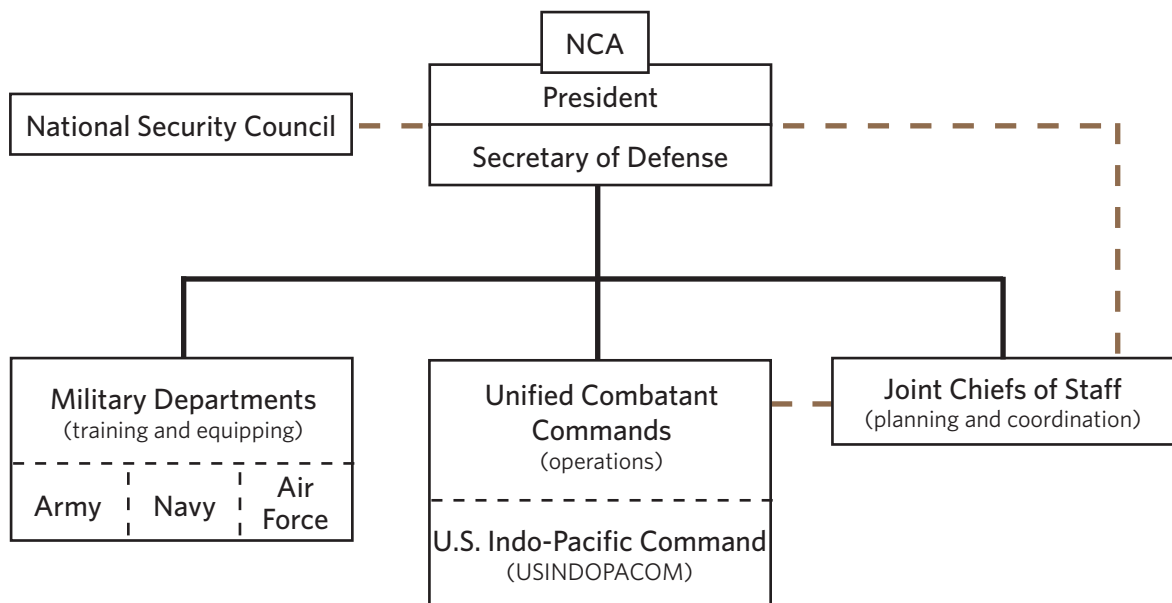 NCA
President
National Security Council
Secretary of Defense
Military Departments
(training and equipping)
Army
Navy
Air
Force
Unified Combatant
Commands
(operations)
U.S. Indo-Pacific Command
(USINDOPACOM)
Joint Chiefs of Staff
(planning and coordination)